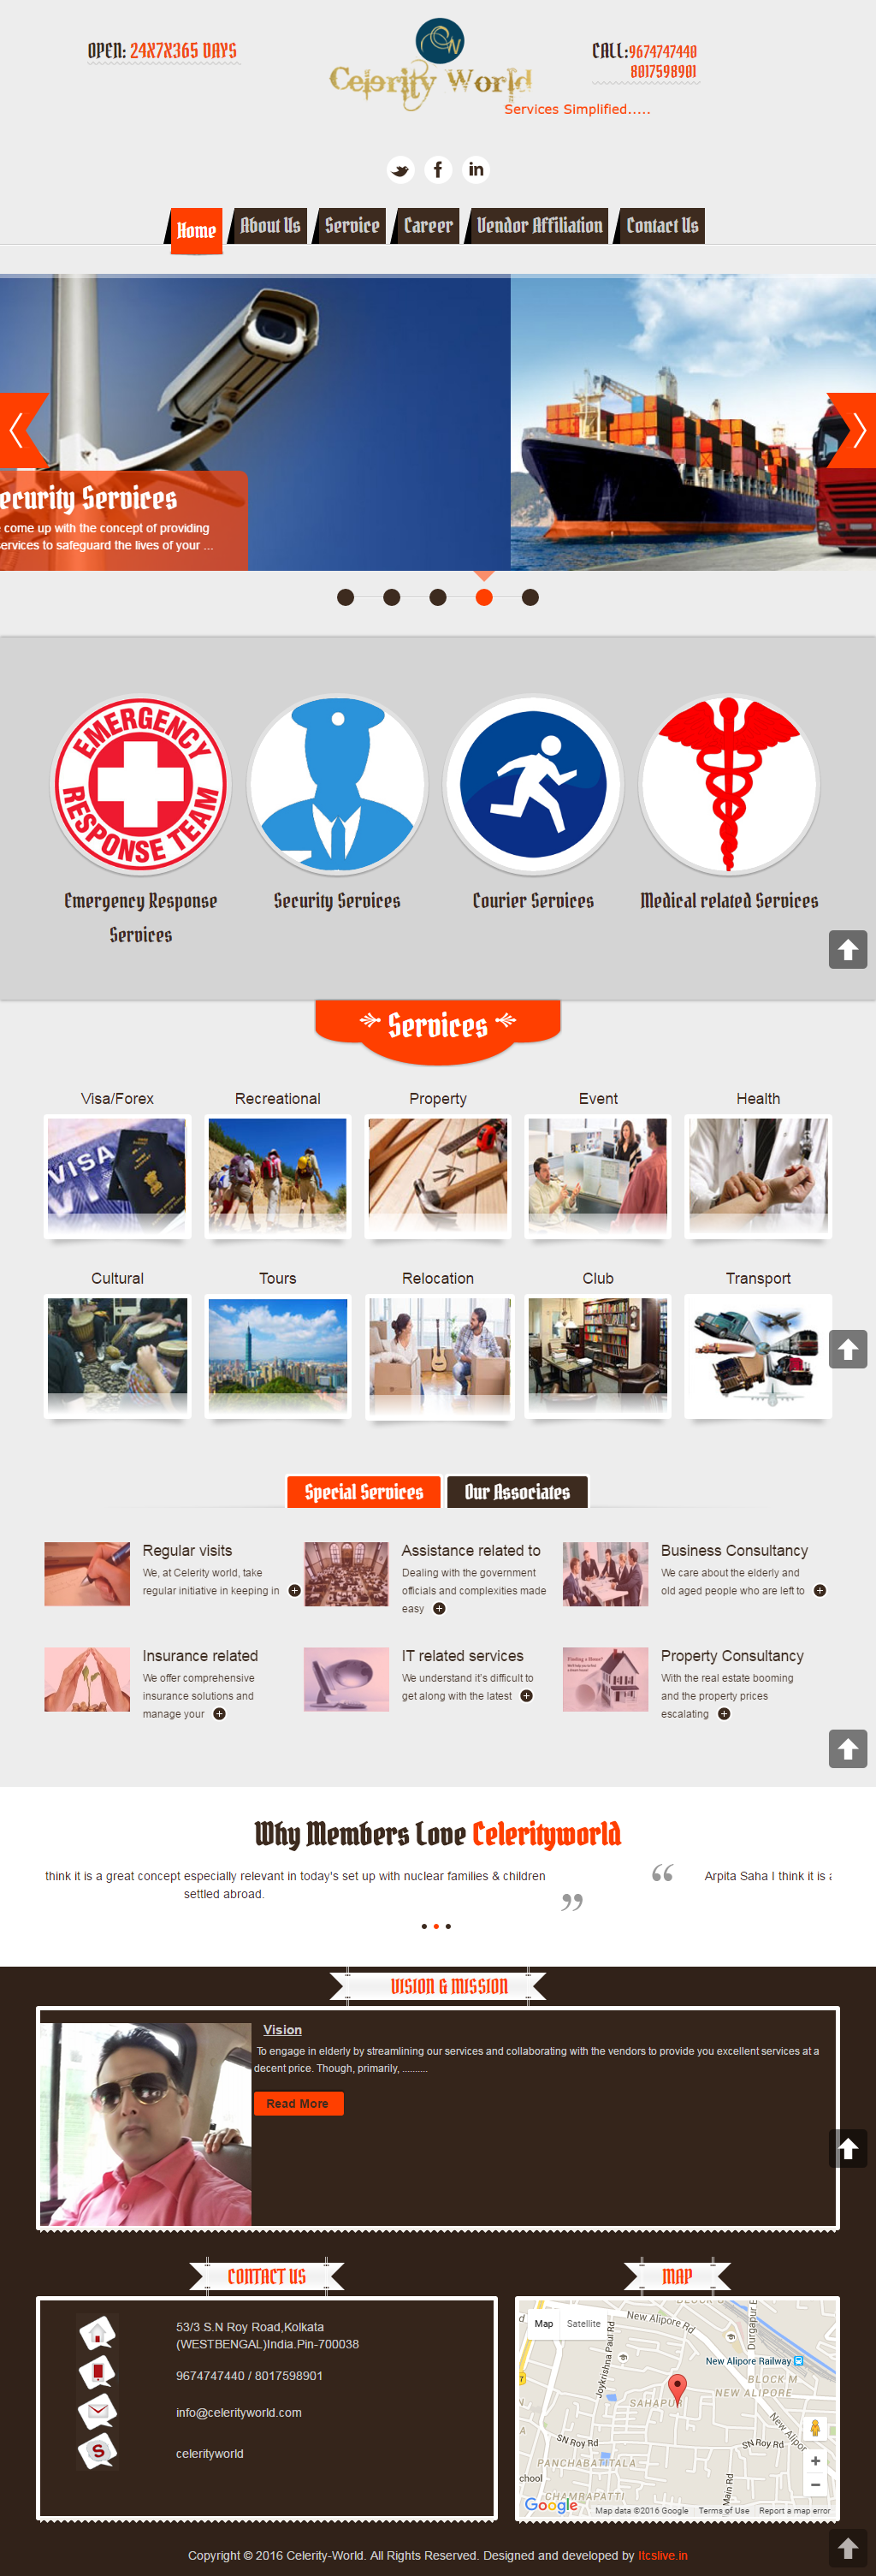 OPEN: 24X7X365 DAYS
CALL:9674747440
8017598901
CW
Celerity World
Services Simplified.....
Home
About Us
Service
Career
Vendor Affiliation
Contact Us
ecurity Services
come up with the concept of providing
ervices to safeguard the lives of your ...
EMERGENCY
RESPONSE TEAM
Emergency Response
Services
Security Services
Courier Services
Medical related Services
Services
Visa/Forex
Recreational
Property
Event
Health
VISA
Cultural
Tours
Relocation
Club
Transport
Special Services
Our Associates
Regular visits
We, at Celerity world, take
regular initiative in keeping in
Assistance related to
Dealing with the government
officials and complexities made
easy
Business Consultancy
We care about the elderly and
old aged people who are left to
Insurance related
We offer comprehensive
insurance solutions and
manage your
IT related services
We understand it's difficult to
get along with the latest
Property Consultancy
With the real estate booming
and the property prices
escalating
Finding a Home?
Why Members Love Celerityworld
think it is a great concept especially relevant in today's set up with nuclear families & children
settled abroad.
Arpita Saha I think it is a
VISION & MISSION
Vision
To engage in elderly by streamlining our services and collaborating with the vendors to provide you excellent services at a
decent price. Though, primarily, ..........
Read More
CONTACT US
53/3 S.N Roy Road,Kolkata
(WESTBENGAL)India.Pin-700038
9674747440 / 8017598901
info@celerityworld.com
celerityworld
MAP
Map
Satellite
BLOCK O
New Alipore Rd
Durgapur
Joykrishna Paul Rd
New Alipore Railway
BLOCK M
NEW ALIPORE
SAHAPUR
New Alipor
SN Roy Rd
SN Roy Rd
PANCHABATITALA
chool
CHAMRAPATTI
Main Rd
Google
Map data ©2016 Google
Terms of Use
Report a map error
Copyright © 2016 Celerity-World. All Rights Reserved. Designed and developed by Itcslive.in